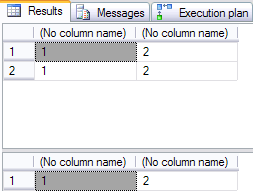 Results Messages Execution plan
(No column name) (No column name)
1 1 2
2 1 2
(No column name) (No column name)
1 1 2